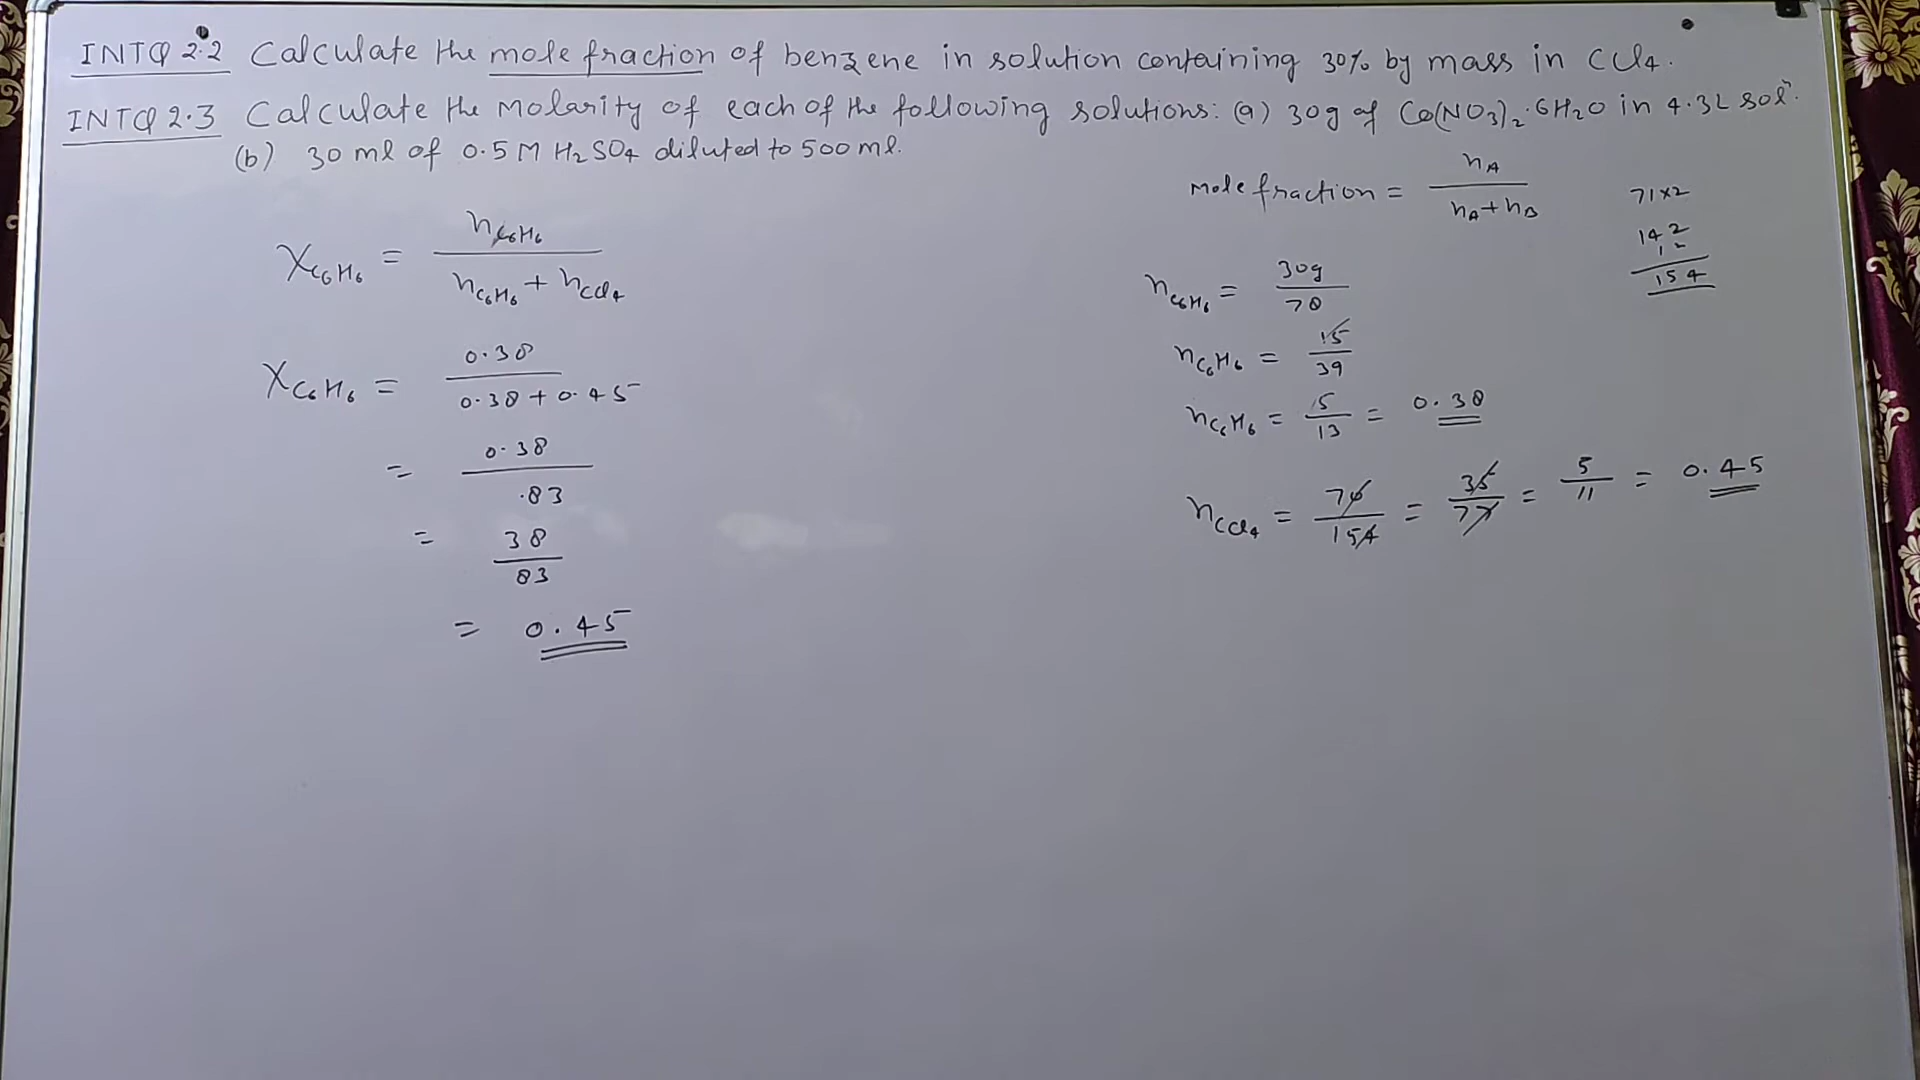 INTQ 2.2 Calculate the mole fraction of benzene in solution containing 30% by mass in CCl4.
INTQ 2.3 Calculate the Molarity of each of the following solutions: (a) 30g of Co(NO3)2·6H2O in 4.3L solⁿ.
(b) 30 ml of 0.5 M H2SO4 diluted to 500 ml.
χC6H6 = nC6H6 / nC6H6 + nCCl4
χC6H6 = 0.38 / 0.38 + 0.45
= 0.38 / .83
= 38 / 83
= 0.45
mole fraction = nA / nA + nB
nC6H6 = 30g / 78
nC6H6 = 15 / 39
nC6H6 = 5 / 13 = 0.38
nCCl4 = 70 / 154 = 35 / 77 = 5 / 11 = 0.45
71×2
142
12
154